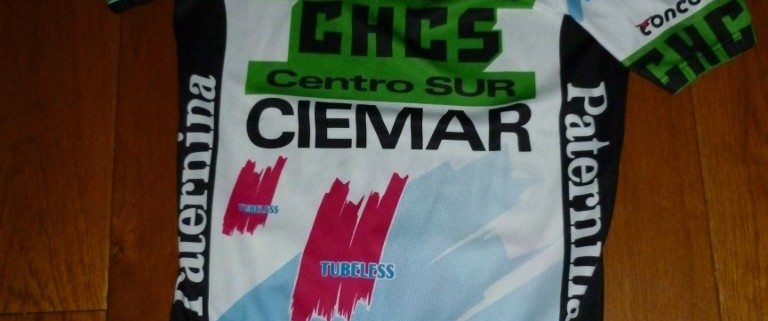 CHCS
Centro SUR
CIEMAR
TUBELESS
TUBELESS
Paternina
Paternina
CHC